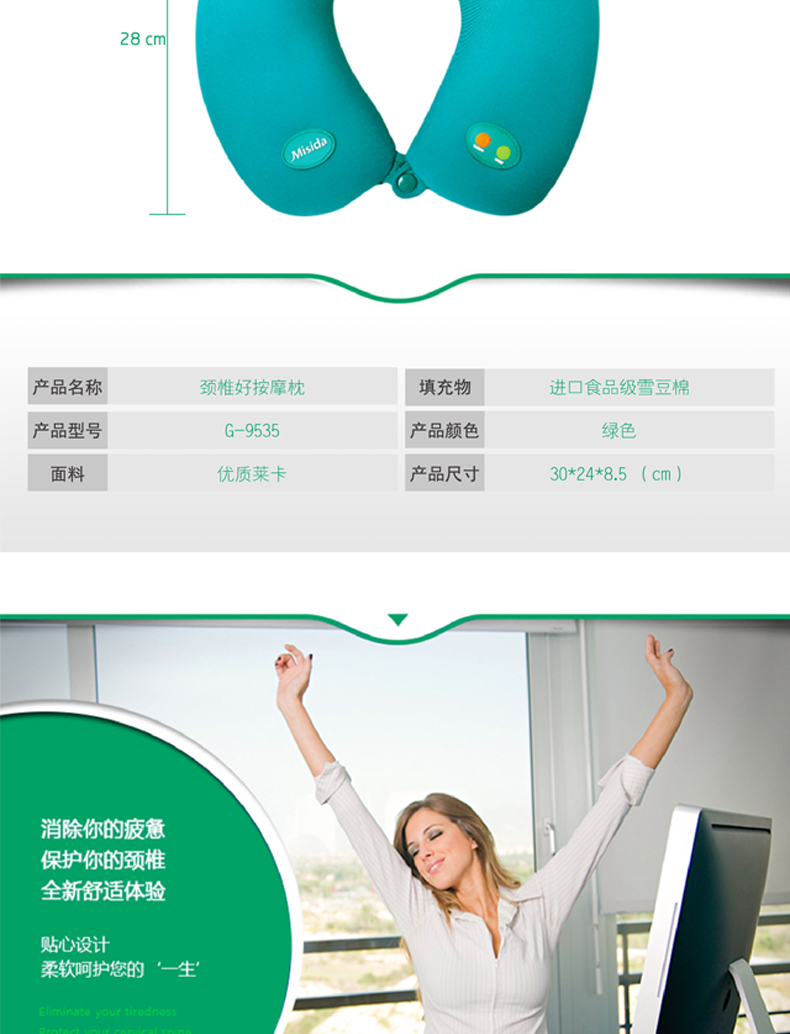 28 cm
Misida
产品名称 颈椎好按摩枕 填充物 进口食品级雪豆棉
产品型号 G-9535 产品颜色 绿色
面料 优质莱卡 产品尺寸 30*24*8.5 (cm)
消除你的疲惫
保护你的颈椎
全新舒适体验
贴心设计
柔软呵护您的‘一生’
Eliminate your tiredness
Protect your cervical spine